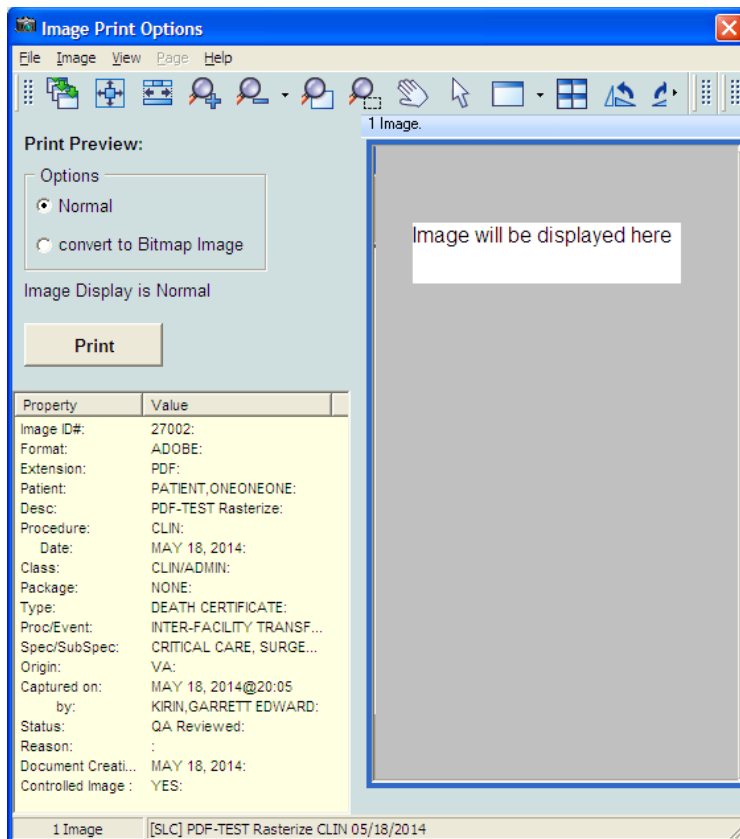 Image Print Options
File Image View Page Help
1 Image.
Print Preview:
Options
Normal
convert to Bitmap Image
Image Display is Normal
Print
Image will be displayed here
Property Value
Image ID#: 27002:
Format: ADOBE:
Extension: PDF:
Patient: PATIENT,ONEONEONE:
Desc: PDF-TEST Rasterize:
Procedure: CLIN:
Date: MAY 18, 2014:
Class: CLIN/ADMIN:
Package: NONE:
Type: DEATH CERTIFICATE:
Proc/Event: INTER-FACILITY TRANSF...
Spec/SubSpec: CRITICAL CARE, SURGE...
Origin: VA:
Captured on: MAY 18, 2014@20:05
by: KIRIN,GARRETT EDWARD:
Status: QA Reviewed:
Reason: :
Document Creati... MAY 18, 2014:
Controlled Image : YES:
1 Image [SLC] PDF-TEST Rasterize CLIN 05/18/2014